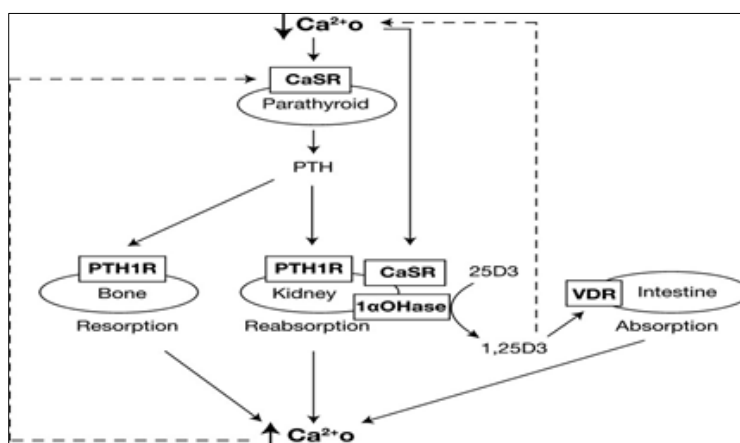 ↓ Ca²⁺o
CaSR
Parathyroid
PTH
PTH1R
Bone
Resorption
PTH1R
Kidney
Reabsorption
CaSR
1αOHase
25D3
1,25D3
VDR
Intestine
Absorption
↑ Ca²⁺o